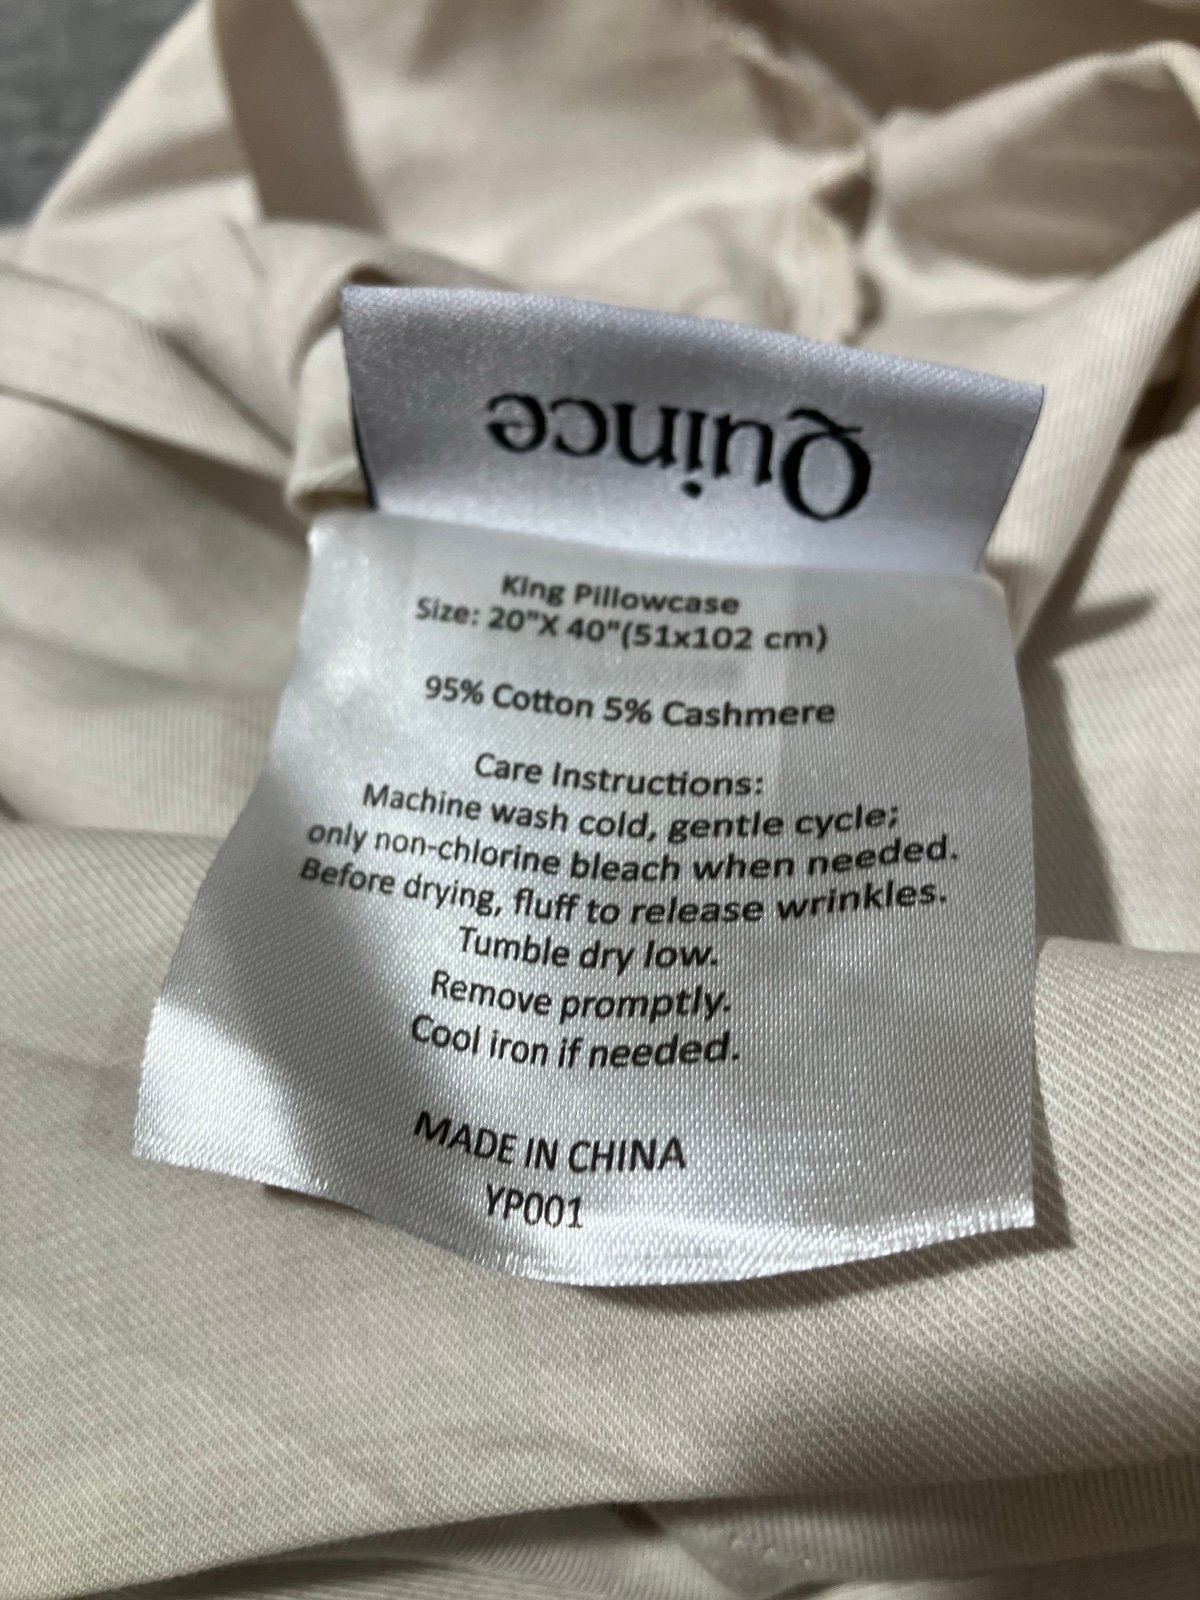 Quince
King Pillowcase
Size: 20"X 40"(51x102 cm)
95% Cotton 5% Cashmere
Care Instructions:
Machine wash cold, gentle cycle;
only non-chlorine bleach when needed.
Before drying, fluff to release wrinkles.
Tumble dry low.
Remove promptly.
Cool iron if needed.
MADE IN CHINA
YP001